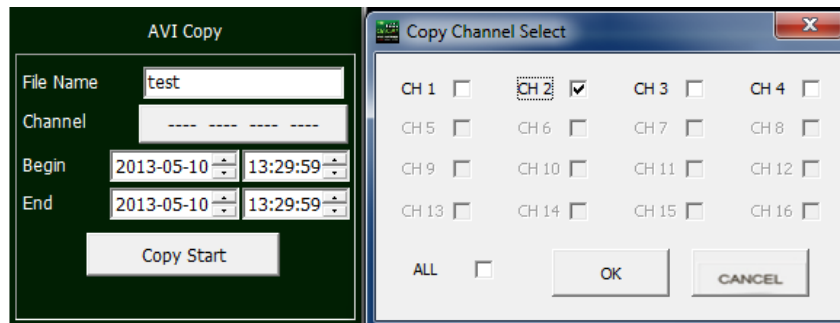 AVI Copy
File Name test
Channel ---- ---- ---- ----
Begin 2013-05-10 13:29:59
End 2013-05-10 13:29:59
Copy Start
Copy Channel Select
CH 1 CH 2 CH 3 CH 4
CH 5 CH 6 CH 7 CH 8
CH 9 CH 10 CH 11 CH 12
CH 13 CH 14 CH 15 CH 16
ALL OK CANCEL